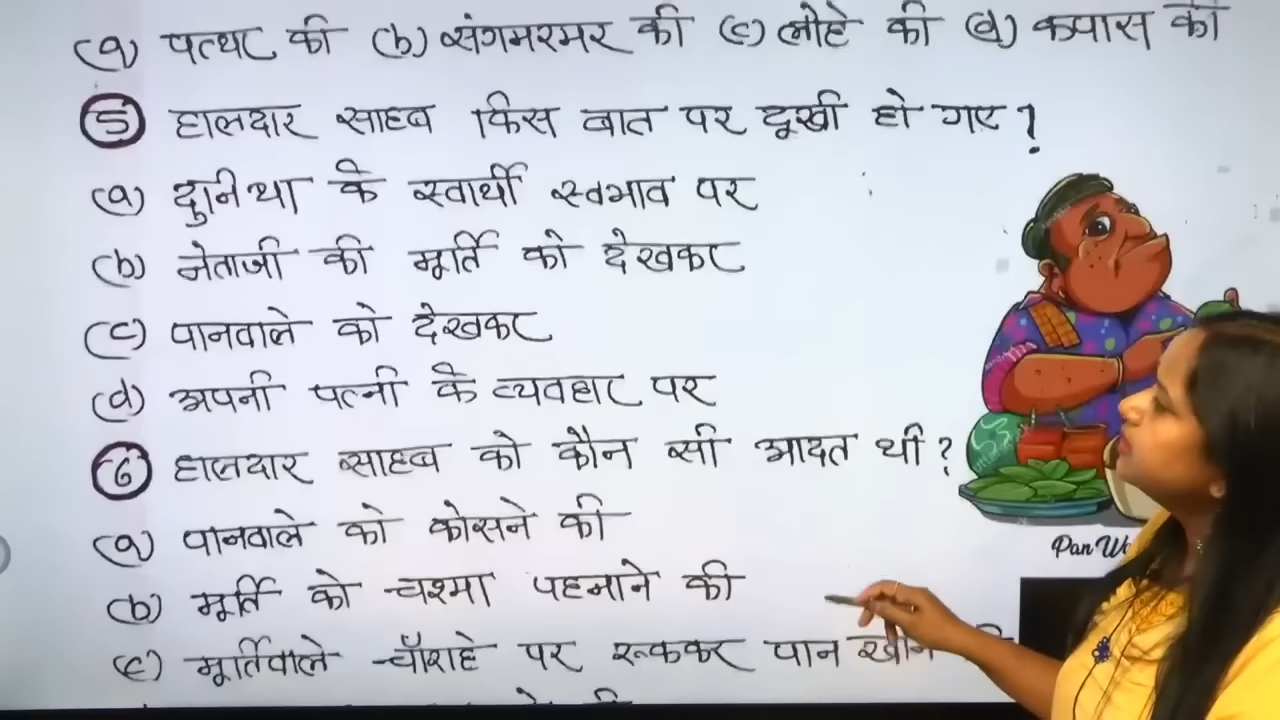 (a) पत्थर की (b) संगमरमर की (c) लोहे की (d) कपास की
5 हालदार साहब किस बात पर दूखी हो गए ?
(a) दुनिया के स्वार्थी स्वभाव पर
(b) नेताजी की मूर्ति को देखकर
(c) पानवाले को देखकर
(d) अपनी पत्नी के व्यवहार पर
6 हालदार साहब को कौन सी आदत थी ?
(a) पानवाले को कोसने की
Pan
(b) मूर्ति को चश्मा पहनाने की
(c) मूर्तिवाले चौराहे पर रूककर पान खाने